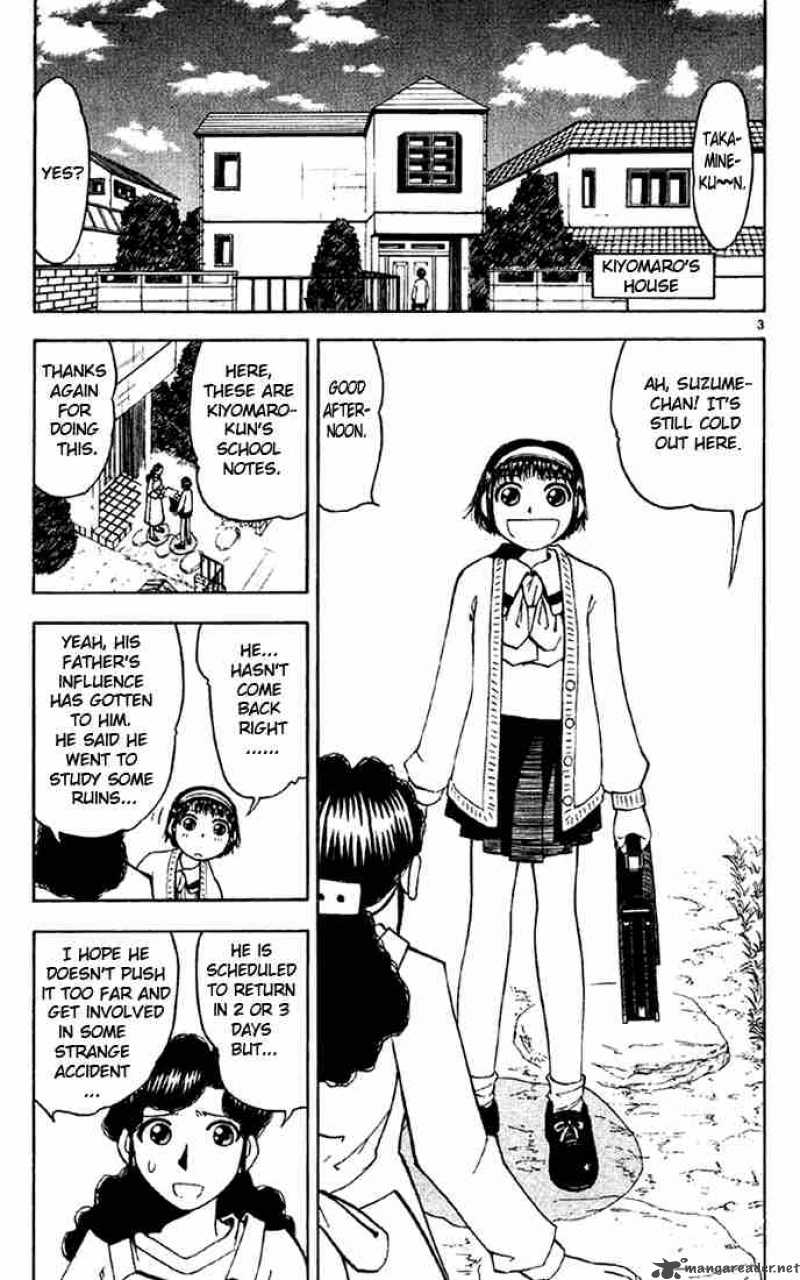 TAKA-
MINE-
KU~~N.
YES?
KIYOMARO'S
HOUSE
3
AH, SUZUME-
CHAN! IT'S
STILL COLD
OUT HERE.
GOOD
AFTER-
NOON.
HERE,
THESE ARE
KIYOMARO-
KUN'S
SCHOOL
NOTES.
THANKS
AGAIN
FOR
DOING
THIS.
HE...
HASN'T
COME
BACK
RIGHT
......
YEAH, HIS
FATHER'S
INFLUENCE
HAS GOTTEN
TO HIM.
HE SAID HE
WENT TO
STUDY SOME
RUINS...
HE IS
SCHEDULED
TO RETURN
IN 2 OR 3
DAYS
BUT...
I HOPE HE
DOESN'T PUSH
IT TOO FAR AND
GET INVOLVED
IN SOME
STRANGE
ACCIDENT
...
mangareader.net